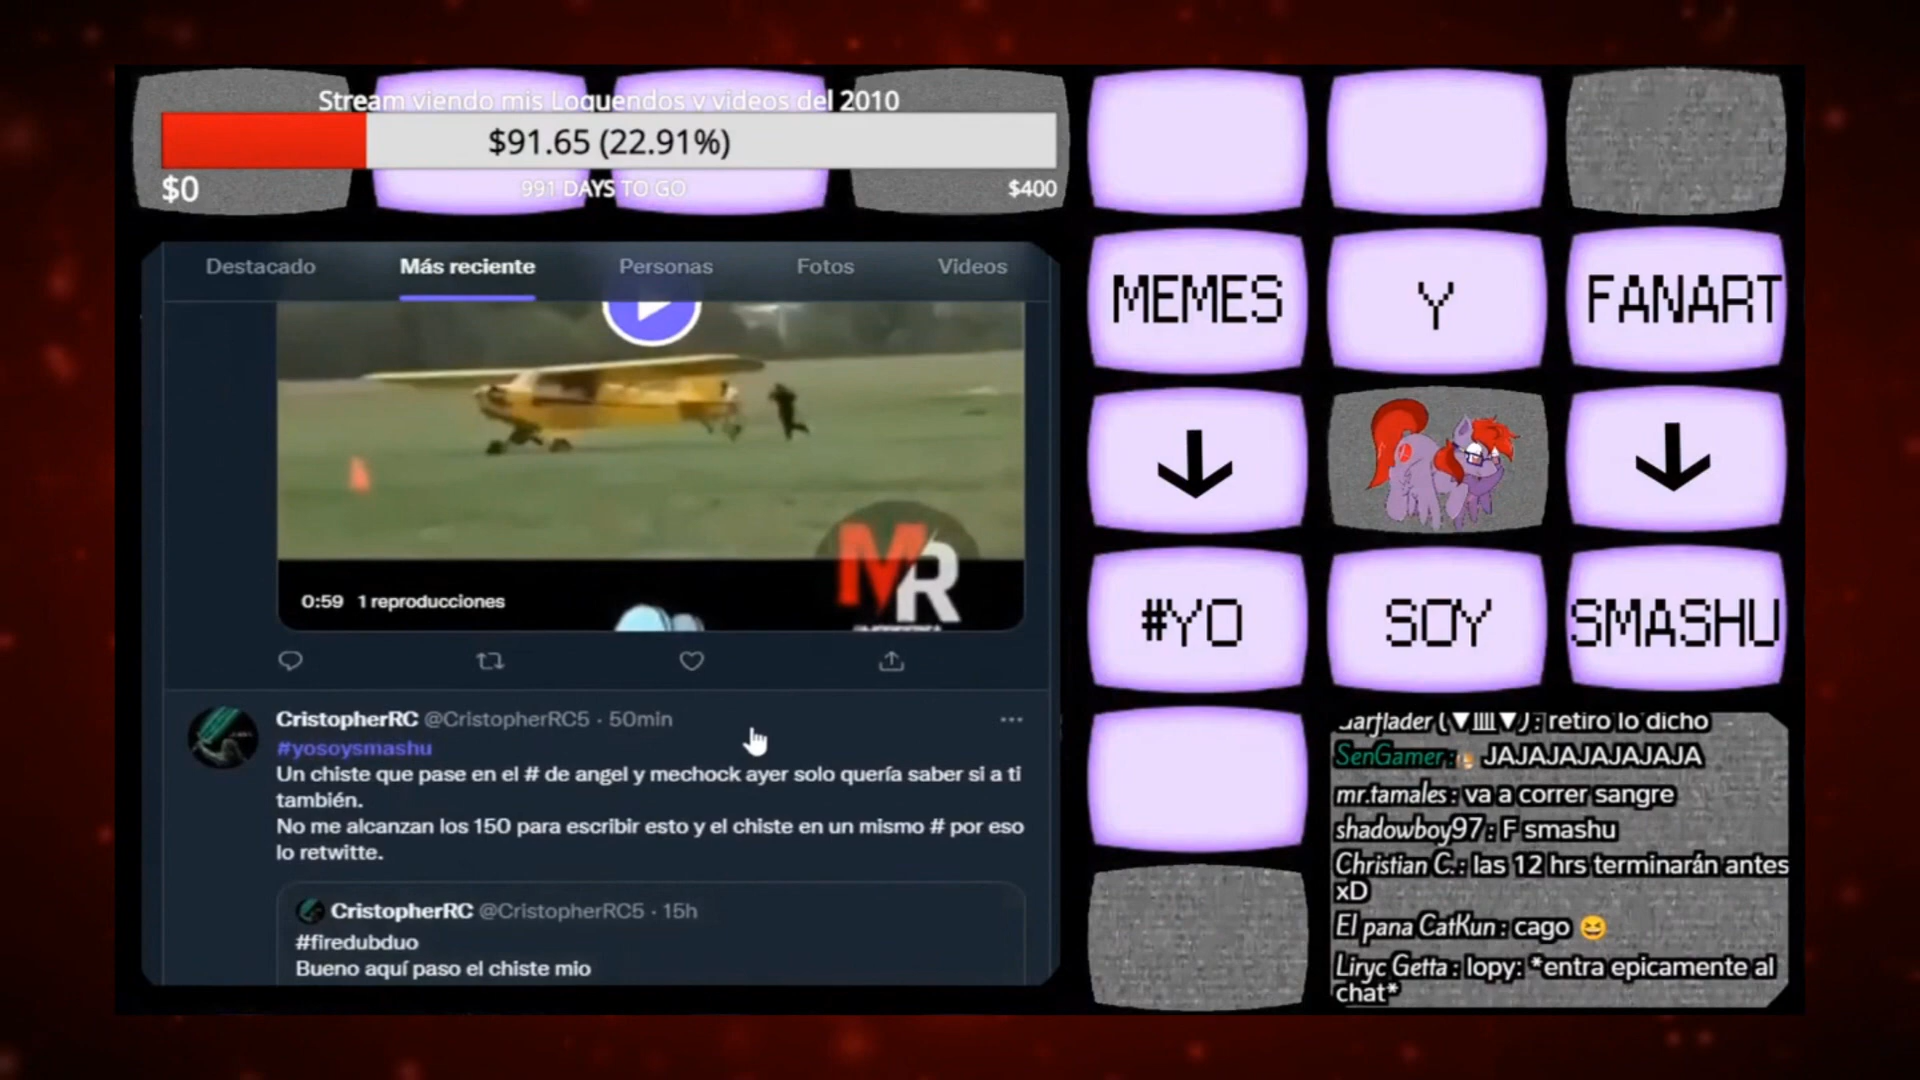 Stream viendo mis Loquendos y videos del 2010
$91.65 (22.91%)
$0
991 DAYS TO GO
$400
Destacado
Más reciente
Personas
Fotos
Videos
MR
0:59 1 reproducciones
CristopherRC @CristopherRC5 · 50min
#yosoysmashu
Un chiste que pase en el # de angel y mechock ayer solo quería saber si a ti
también.
No me alcanzan los 150 para escribir esto y el chiste en un mismo # por eso
lo retwitte.
CristopherRC @CristopherRC5 · 15h
#firedubduo
Bueno aquí paso el chiste mio
MEMES
Y
FANART
↓
↓
#YO
SOY
SMASHU
retiro lo dicho
SenGamer: JAJAJAJAJAJAJA
mr.tamales: va a correr sangre
shadowboy97: F smashu
Christian C.: las 12 hrs terminarán antes
xD
El pana CatKun: cago 😆
Liryc Getta: lopy: *entra epicamente al
chat*